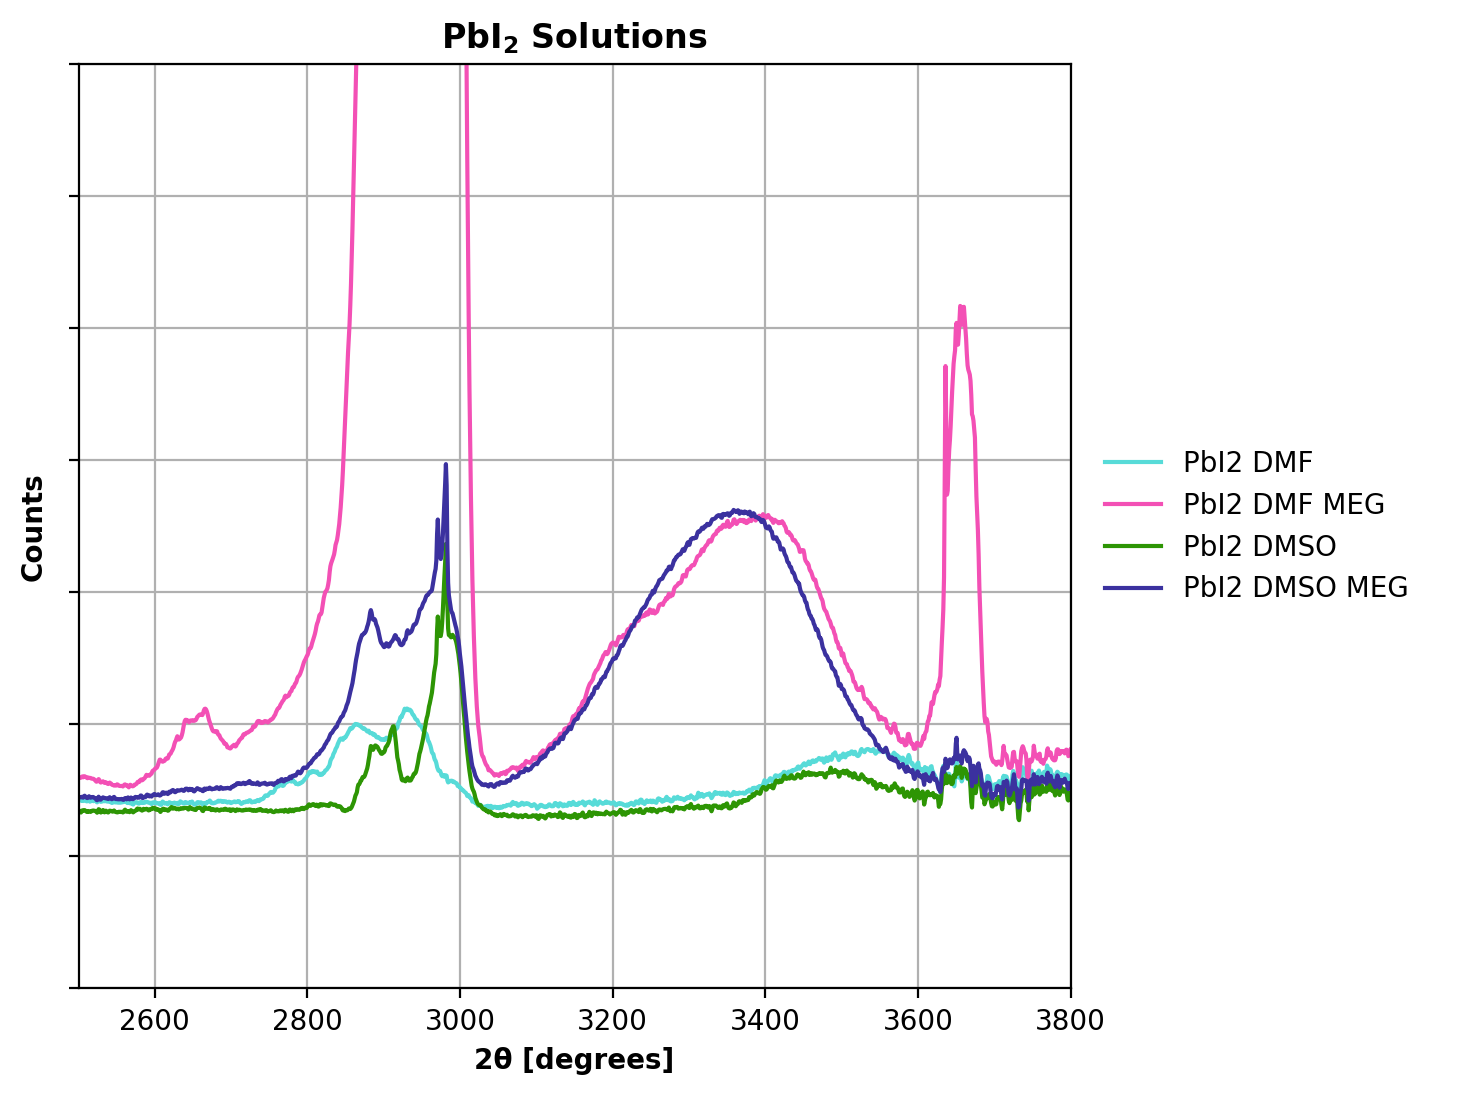 PbI₂ Solutions
Counts
PbI2 DMF
PbI2 DMF MEG
PbI2 DMSO
PbI2 DMSO MEG
2600 2800 3000 3200 3400 3600 3800
2θ [degrees]